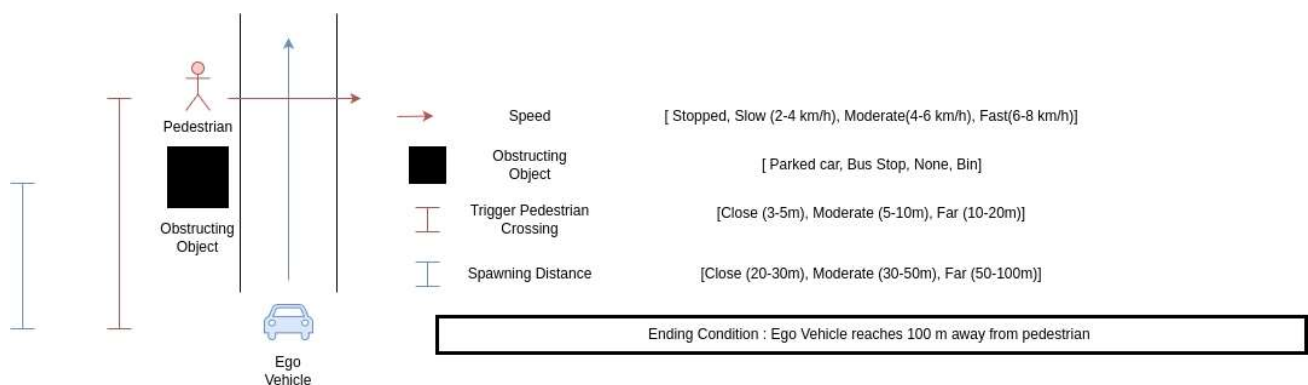 Pedestrian
Obstructing
Object
Ego
Vehicle
Speed
[ Stopped, Slow (2-4 km/h), Moderate(4-6 km/h), Fast(6-8 km/h)]
Obstructing
Object
[ Parked car, Bus Stop, None, Bin]
Trigger Pedestrian
Crossing
[Close (3-5m), Moderate (5-10m), Far (10-20m)]
Spawning Distance
[Close (20-30m), Moderate (30-50m), Far (50-100m)]
Ending Condition : Ego Vehicle reaches 100 m away from pedestrian